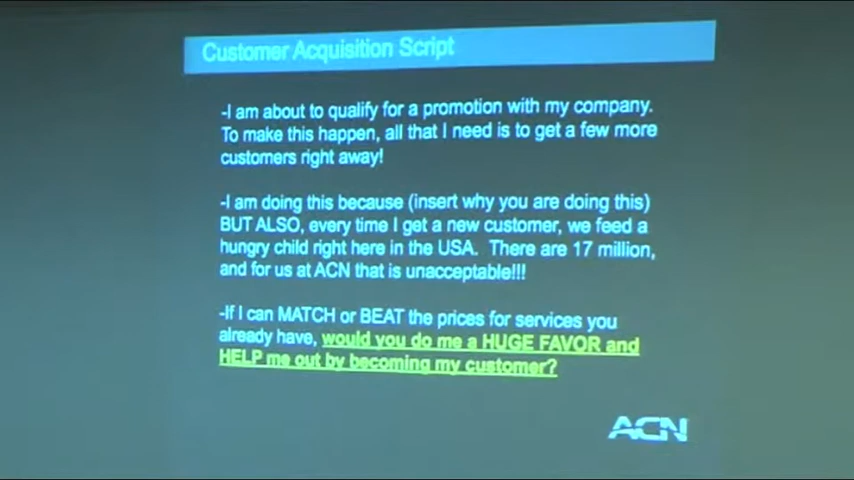 Customer Acquisition Script
-I am about to qualify for a promotion with my company.
To make this happen, all that I need is to get a few more
customers right away!
-I am doing this because (insert why you are doing this)
BUT ALSO, every time I get a new customer, we feed a
hungry child right here in the USA. There are 17 million,
and for us at ACN that is unacceptable!!!
-If I can MATCH or BEAT the prices for services you
already have, would you do me a HUGE FAVOR and
HELP me out by becoming my customer?
ACN